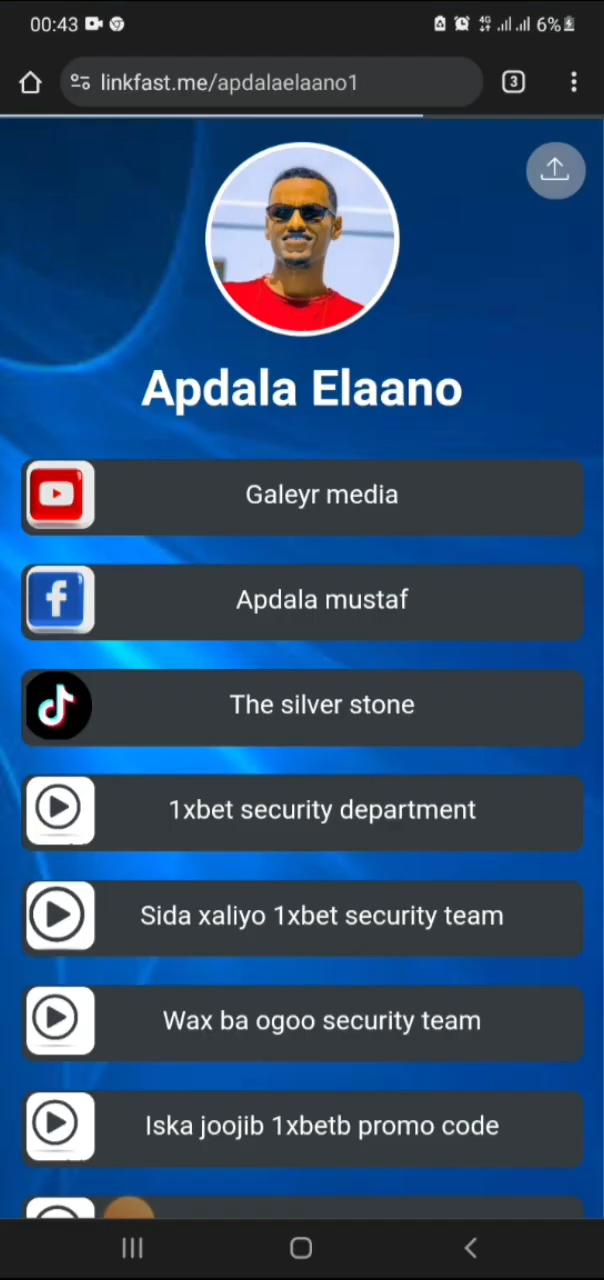 00:43
4G
6%
linkfast.me/apdalaelaano1
3
Apdala Elaano
Galeyr media
Apdala mustaf
The silver stone
1xbet security department
Sida xaliyo 1xbet security team
Wax ba ogoo security team
Iska joojib 1xbetb promo code